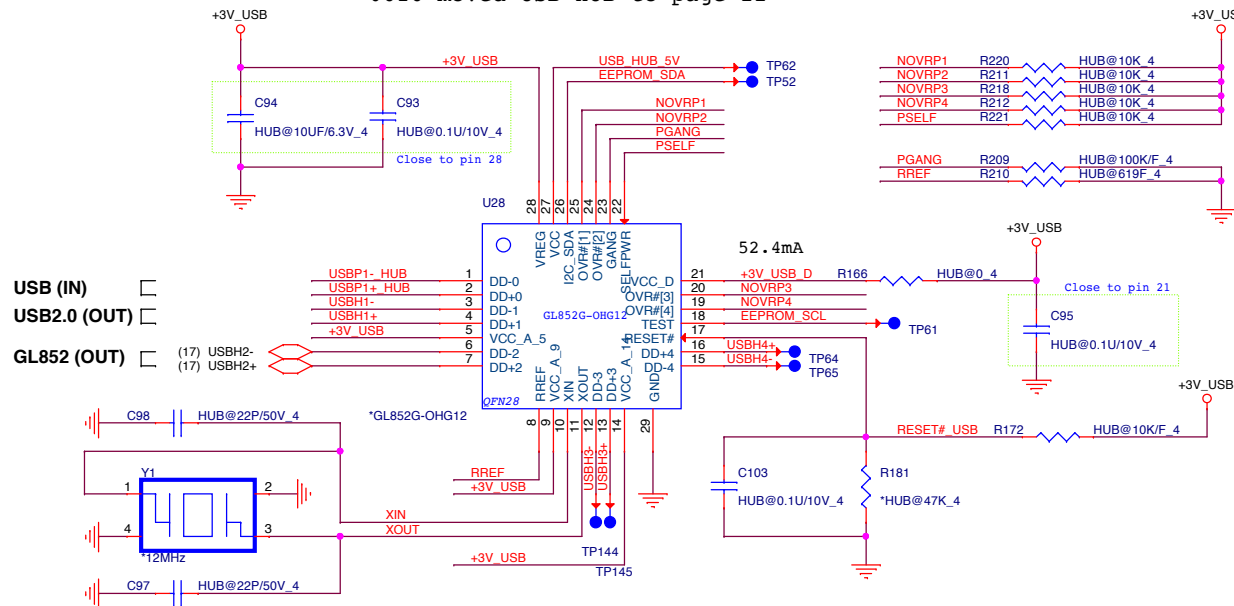 +3V_USB
+3V_USB
+3V_USB
USB_HUB_5V
TP62
EEPROM_SDA
TP52
NOVRP1 R220 HUB@10K_4
NOVRP2 R211 HUB@10K_4
NOVRP3 R218 HUB@10K_4
NOVRP4 R212 HUB@10K_4
PSELF R221 HUB@10K_4
C94
HUB@10UF/6.3V_4
C93
HUB@0.1U/10V_4
Close to pin 28
NOVRP1
NOVRP2
PGANG
PSELF
PGANG R209 HUB@100K/F_4
RREF R210 HUB@619F_4
U28
28 27 26 25 24 23 22
VREG
VCC
I2C_SDA
OVR#[1]
OVR#[2]
GANG
SELFPWR
52.4mA
+3V_USB
USB (IN)
USB2.0 (OUT)
GL852 (OUT)
USBP1-_HUB 1 DD-0
USBP1+_HUB 2 DD+0
USBH1- 3 DD-1
USBH1+ 4 DD+1
+3V_USB 5 VCC_A_5
(17) USBH2- 6 DD-2
(17) USBH2+ 7 DD+2
GL852G-OHG12
VCC_D 21 +3V_USB_D R166 HUB@0_4
OVR#[3] 20 NOVRP3
OVR#[4] 19 NOVRP4
TEST 18 EEPROM_SCL TP61
RESET# 17
DD+4 16 USBH4+ TP64
DD-4 15 USBH4- TP65
Close to pin 21
C95
HUB@0.1U/10V_4
RREF
VCC_A_9
XIN
XOUT
DD-3
DD+3
VCC_A_14
GND
QFN28
*GL852G-OHG12
8 9 10 11 12 13 14 29
USBH3-
USBH3+
C98 HUB@22P/50V_4
Y1
1 2
4 3
*12MHz
C97 HUB@22P/50V_4
RREF
+3V_USB
XIN
XOUT
+3V_USB
TP144
TP145
+3V_USB
RESET#_USB R172 HUB@10K/F_4
C103
HUB@0.1U/10V_4
R181
*HUB@47K_4